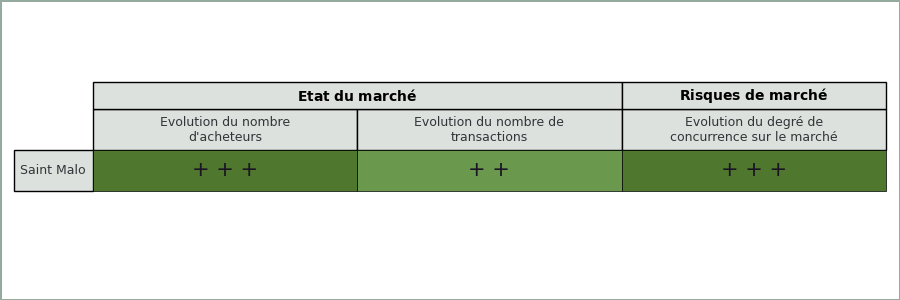 Etat du marché
Risques de marché
Evolution du nombre
d'acheteurs
Evolution du nombre de
transactions
Evolution du degré de
concurrence sur le marché
Saint Malo
+ + +
+ +
+ + +